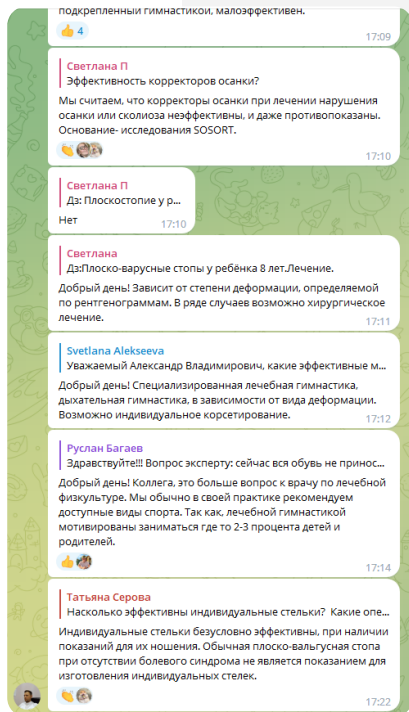 подкрепленный гимнастикой, малоэффективен.
4
17:09
Светлана П
Эффективность корректоров осанки?
Мы считаем, что корректоры осанки при лечении нарушения
осанки или сколиоза неэффективны, и даже противопоказаны.
Основание- исследования SOSORT.
17:10
Светлана П
Дз: Плоскостопие у р...
Нет
17:10
Светлана
Дз:Плоско-варусные стопы у ребёнка 8 лет.Лечение.
Добрый день! Зависит от степени деформации, определяемой
по рентгенограммам. В ряде случаев возможно хирургическое
лечение.
17:11
Svetlana Alekseeva
Уважаемый Александр Владимирович, какие эффективные м...
Добрый день! Специализированная лечебная гимнастика,
дыхательная гимнастика, в зависимости от вида деформации.
Возможно индивидуальное корсетирование.
17:12
Руслан Багаев
Здравствуйте!!! Вопрос эксперту: сейчас вся обувь не принос...
Добрый день! Коллега, это больше вопрос к врачу по лечебной
физкультуре. Мы обычно в своей практике рекомендуем
доступные виды спорта. Так как, лечебной гимнастикой
мотивированы заниматься где то 2-3 процента детей и
родителей.
17:14
Татьяна Серова
Насколько эффективны индивидуальные стельки? Какие опе...
Индивидуальные стельки безусловно эффективны, при наличии
показаний для их ношения. Обычная плоско-вальгусная стопа
при отсутствии болевого синдрома не является показанием для
изготовления индивидуальных стелек.
17:22